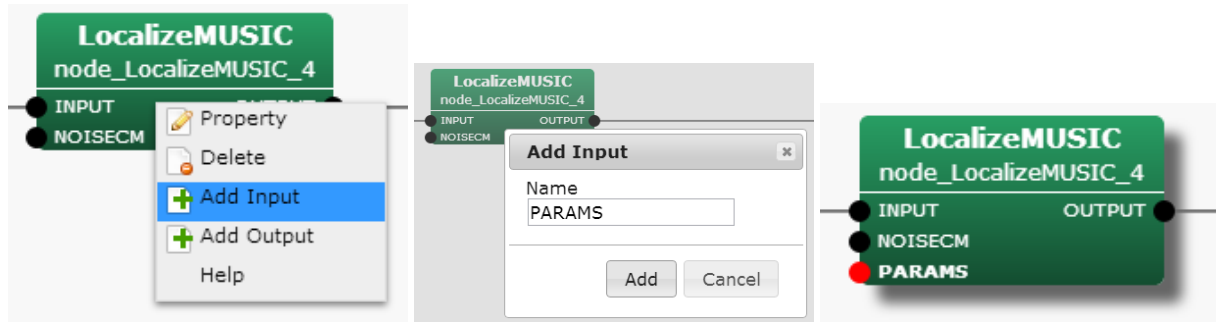 LocalizeMUSIC
node_LocalizeMUSIC_4
INPUT
NOISECM
Property
Delete
Add Input
Add Output
Help
LocalizeMUSIC
node_LocalizeMUSIC_4
INPUT OUTPUT
NOISECM
Add Input
Name
PARAMS
Add Cancel
LocalizeMUSIC
node_LocalizeMUSIC_4
INPUT OUTPUT
NOISECM
PARAMS